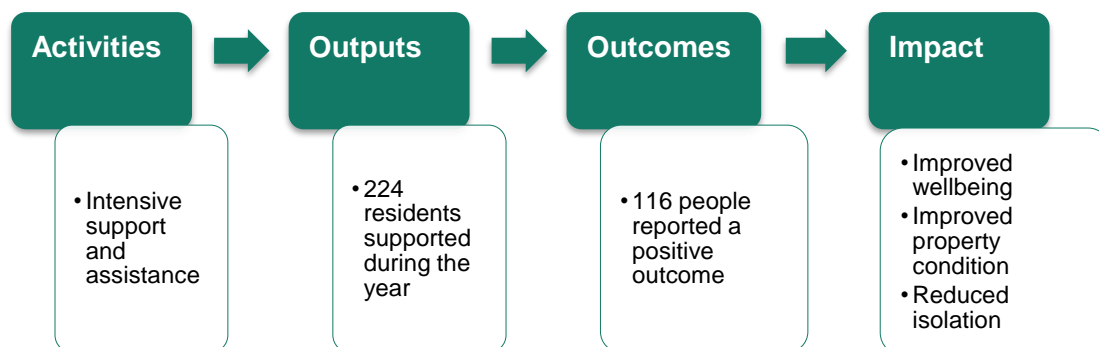 Activities
• Intensive
support
and
assistance
Outputs
• 224
residents
supported
during the
year
Outcomes
• 116 people
reported a
positive
outcome
Impact
• Improved
wellbeing
• Improved
property
condition
• Reduced
isolation